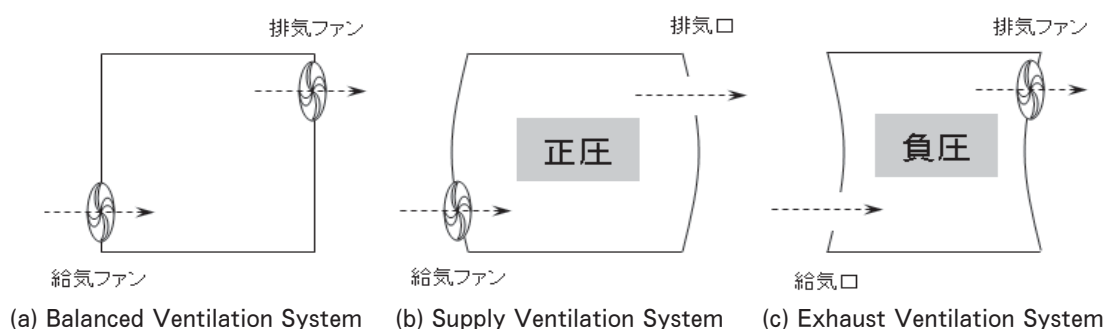 排気ファン
給気ファン
(a) Balanced Ventilation System
排気口
正圧
給気ファン
(b) Supply Ventilation System
排気ファン
負圧
給気口
(c) Exhaust Ventilation System